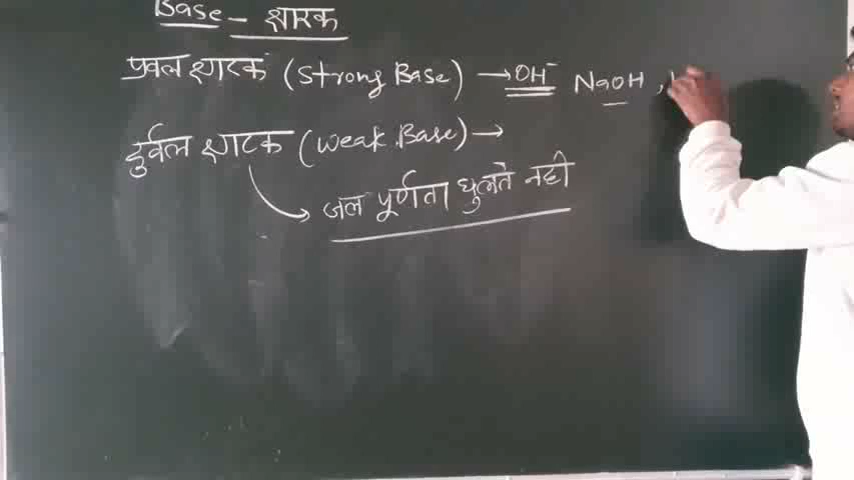 Base - क्षारक
प्रबल क्षारक (Strong Base) → OH⁻ NaOH ,
दुर्बल क्षारक (Weak Base) →
जल पूर्णता घुलते नही